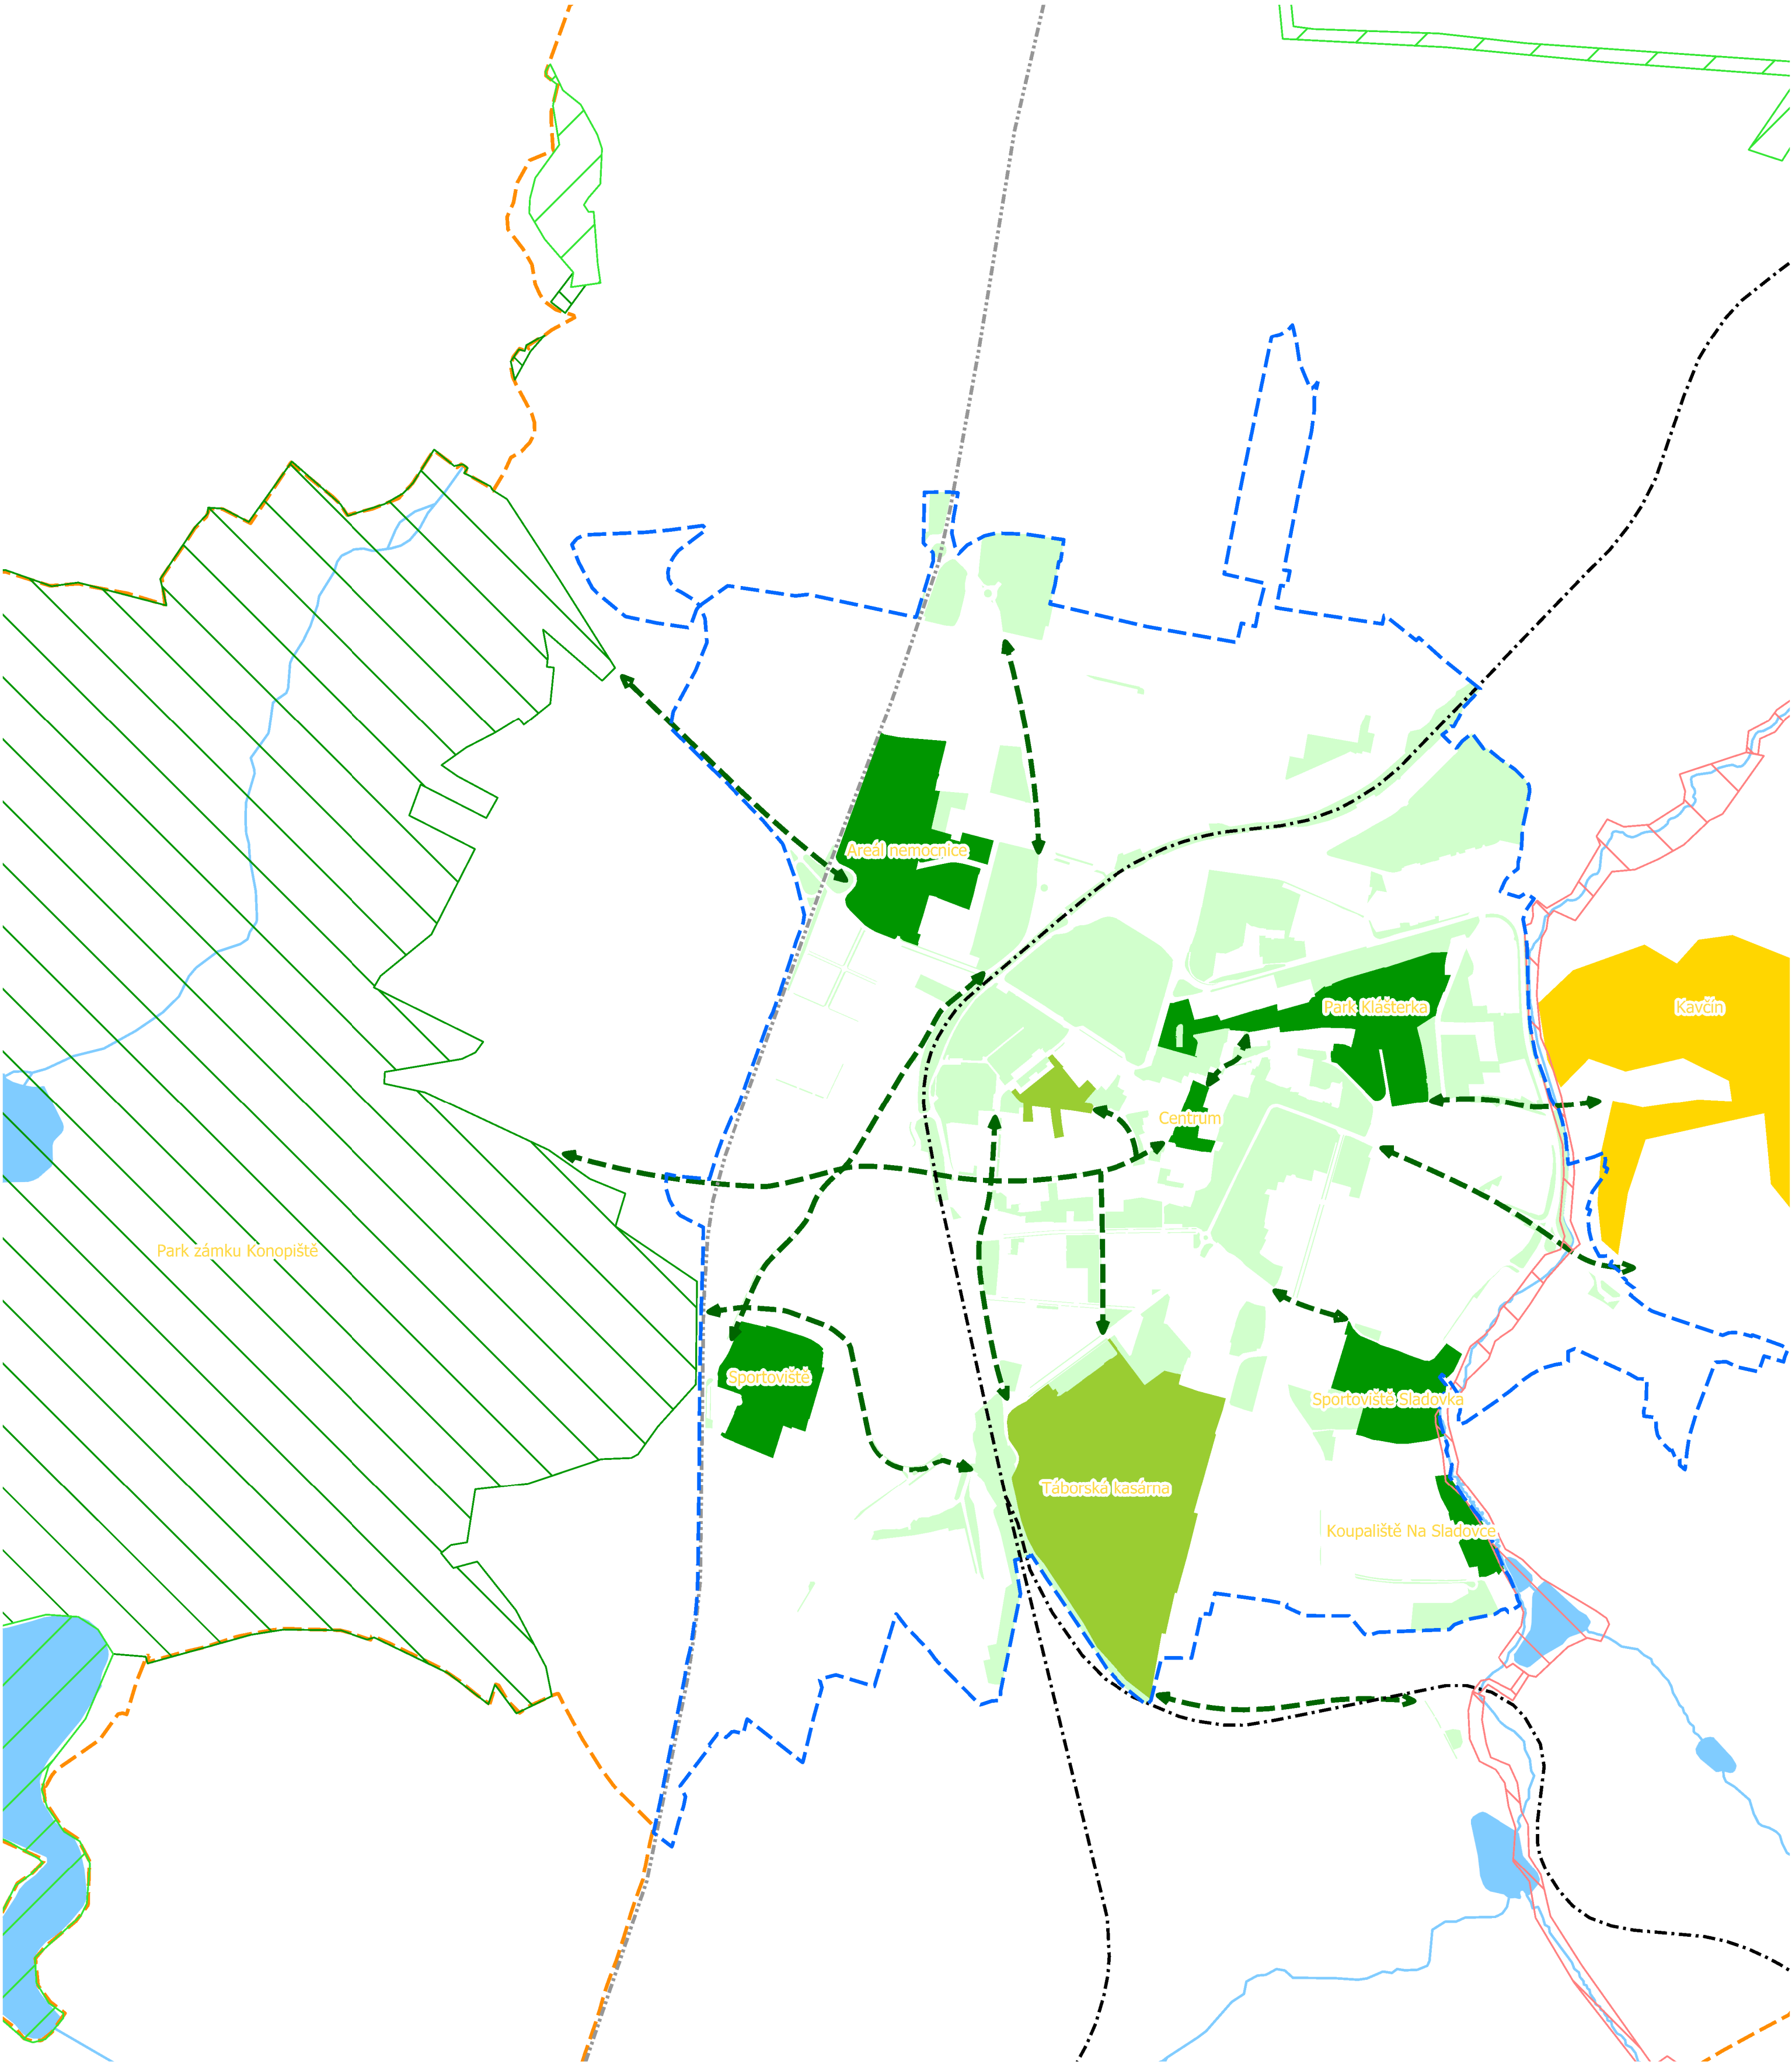 Areál nemocnice
Park Klášterka
Kavčín
Centrum
Park zámku Konopiště
Sportoviště
Sportoviště Sladovka
Táborská kasárna
Koupaliště Na Sladovce